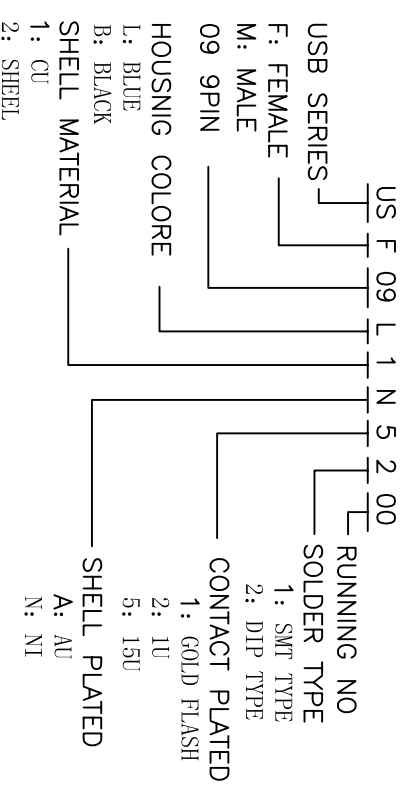 US F 09 L 1 N 5 2 00
USB SERIES
F: FEMALE
M: MALE
09 9PIN
HOUSNIG COLORE
L: BLUE
B: BLACK
SHELL MATERIAL
1: CU
2: SHEEL
RUNNING NO
SOLDER TYPE
1: SMT TYPE
2: DIP TYPE
CONTACT PLATED
1: GOLD FLASH
2: 1U
5: 15U
SHELL PLATED
A: AU
N: NI